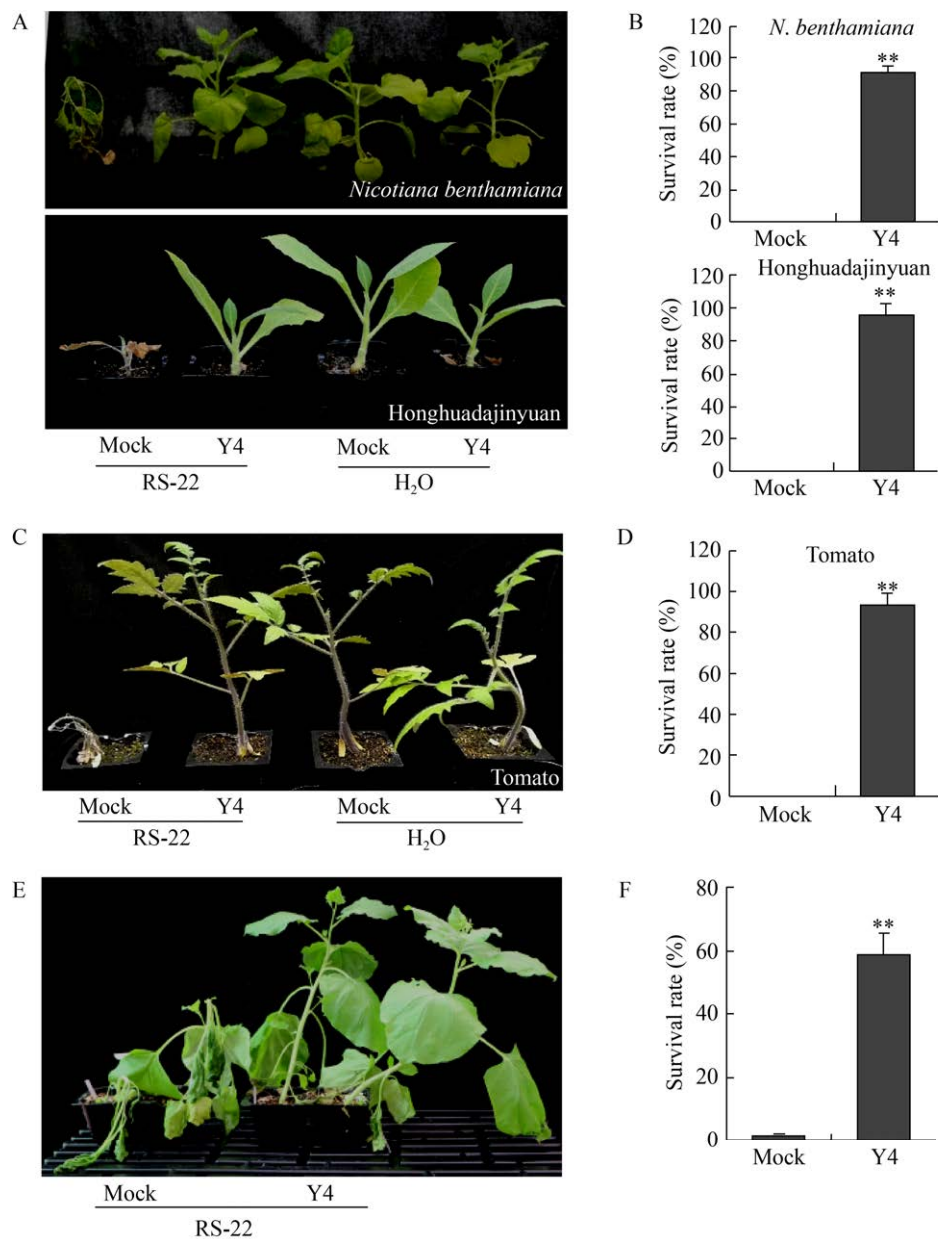 A
Nicotiana benthamiana
Honghuadajinyuan
Mock Y4 Mock Y4
RS-22 H₂O
B
N. benthamiana
Survival rate (%)
120
100
80
60
40
20
0
**
Mock Y4
Honghuadajinyuan
Survival rate (%)
120
100
80
60
40
20
0
**
Mock Y4
C
Tomato
Mock Y4 Mock Y4
RS-22 H₂O
D
Tomato
Survival rate (%)
120
100
80
60
40
20
0
**
Mock Y4
E
Mock Y4
RS-22
F
Survival rate (%)
80
60
40
20
0
**
Mock Y4